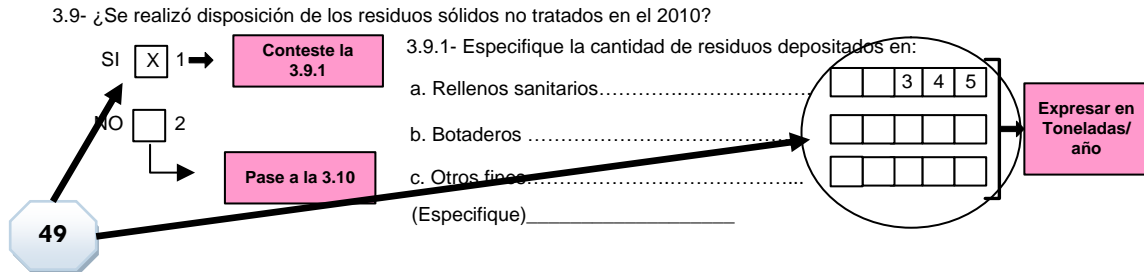 3.9- ¿Se realizó disposición de los residuos sólidos no tratados en el 2010?
SI X 1
Conteste la
3.9.1
3.9.1- Especifique la cantidad de residuos depositados en:
a. Rellenos sanitarios…………………………….
3 4 5
NO 2
b. Botaderos …………………………………….
Expresar en
Toneladas/
año
Pase a la 3.10
c. Otros fines……………………………………...
(Especifique)___________________
49